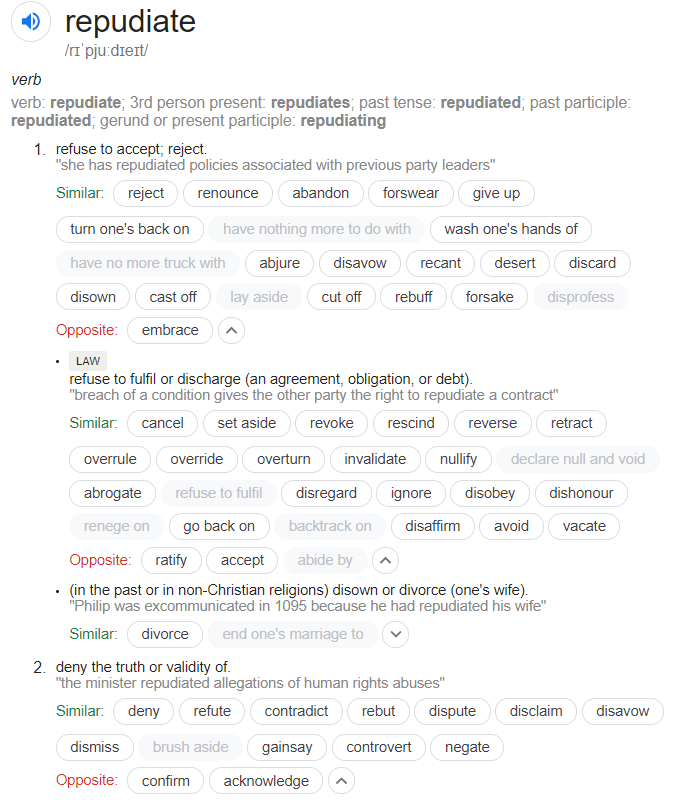 repudiate
/rɪˈpjuːdɪeɪt/
verb
verb: repudiate; 3rd person present: repudiates; past tense: repudiated; past participle:
repudiated; gerund or present participle: repudiating
1. refuse to accept; reject.
"she has repudiated policies associated with previous party leaders"
Similar: reject renounce abandon forswear give up
turn one's back on have nothing more to do with wash one's hands of
have no more truck with abjure disavow recant desert discard
disown cast off lay aside cut off rebuff forsake disprofess
Opposite: embrace
• LAW
refuse to fulfil or discharge (an agreement, obligation, or debt).
"breach of a condition gives the other party the right to repudiate a contract"
Similar: cancel set aside revoke rescind reverse retract
overrule override overturn invalidate nullify declare null and void
abrogate refuse to fulfil disregard ignore disobey dishonour
renege on go back on backtrack on disaffirm avoid vacate
Opposite: ratify accept abide by
• (in the past or in non-Christian religions) disown or divorce (one's wife).
"Philip was excommunicated in 1095 because he had repudiated his wife"
Similar: divorce end one's marriage to
2. deny the truth or validity of.
"the minister repudiated allegations of human rights abuses"
Similar: deny refute contradict rebut dispute disclaim disavow
dismiss brush aside gainsay controvert negate
Opposite: confirm acknowledge